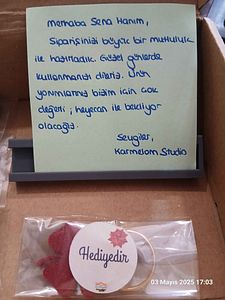 Merhaba Sena Hanım,
Siparişinizi büyük bir mutluluk
ile hazırladık. Güzel günlerde
kullanmanızı dileriz. Ürün
yorumlarınız bizim için çok
değerli, heyecan ile bekliyor
olacağız.
Sevgiler,
Karmelom Studio
Hediyedir
03 Mayıs 2025 17:03